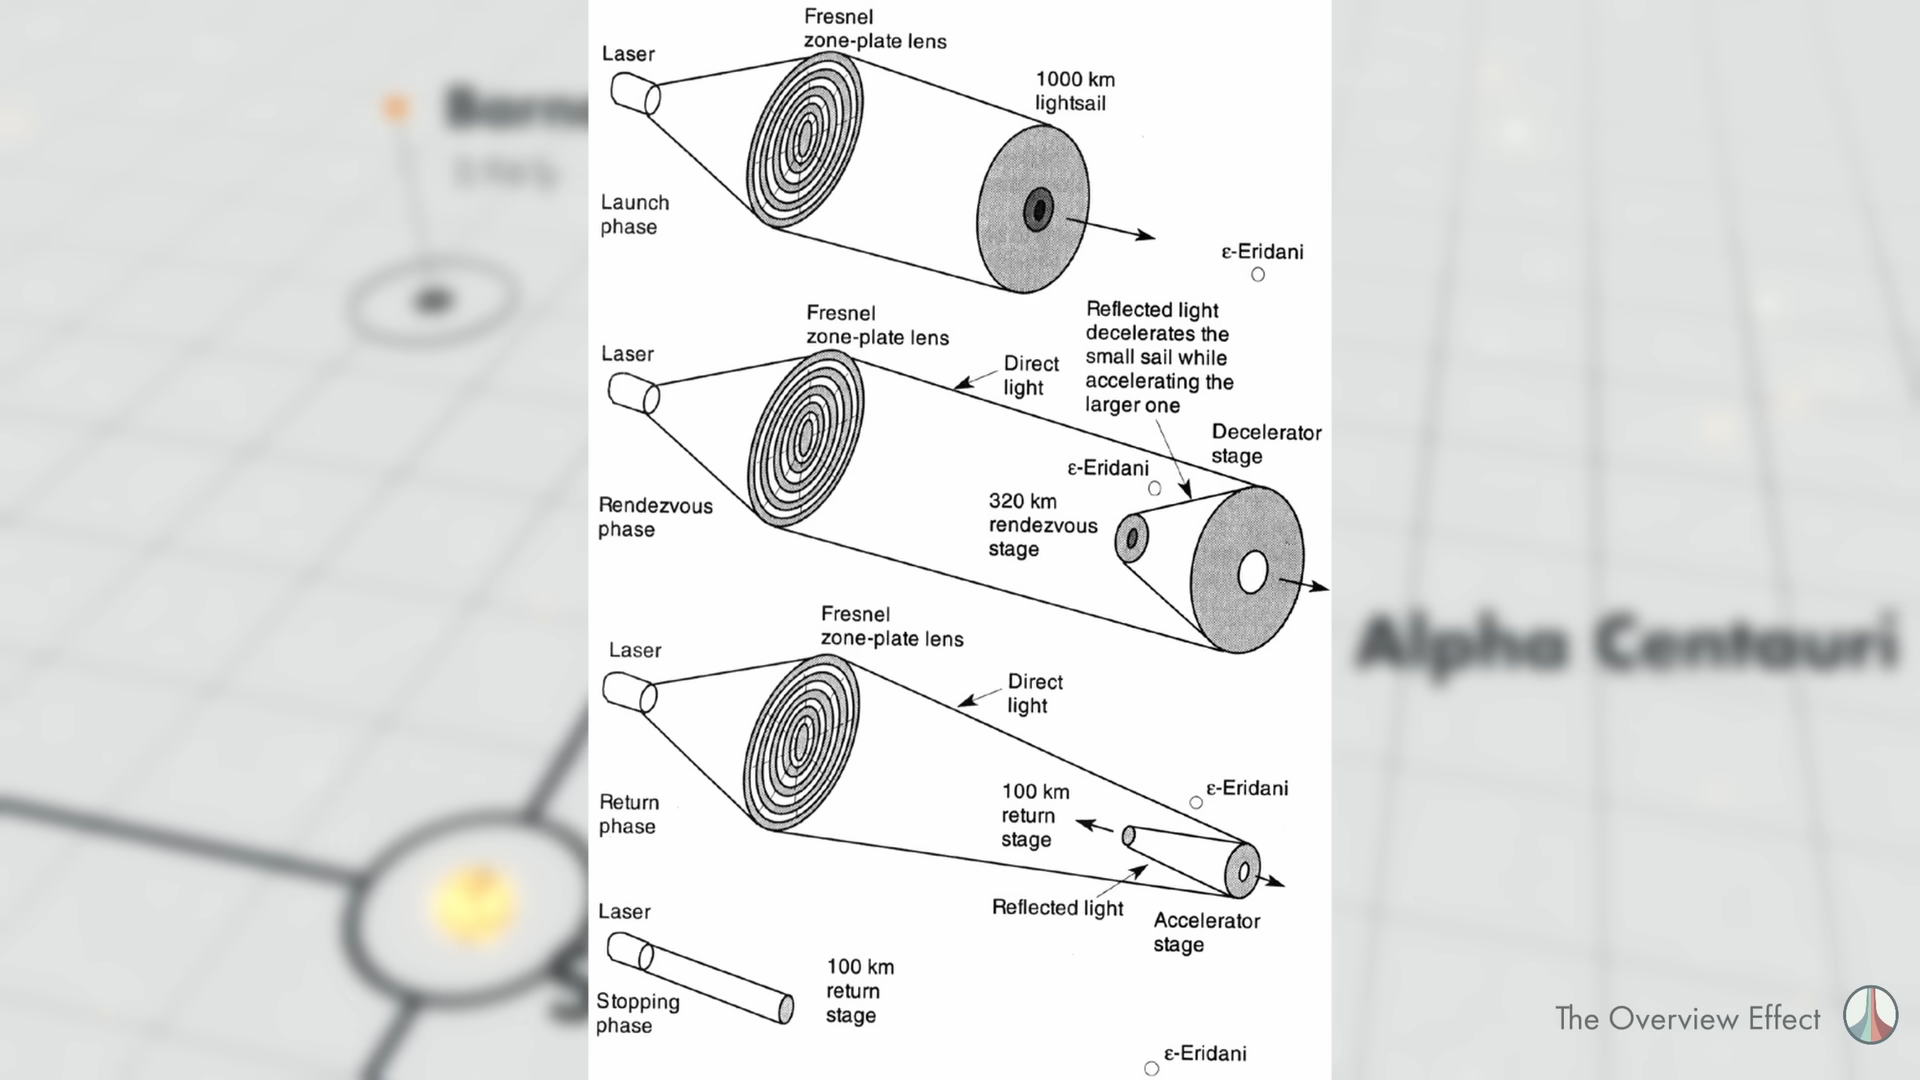 Fresnel
zone-plate lens
Laser
1000 km
lightsail
Launch
phase
ε-Eridani
Fresnel
zone-plate lens
Reflected light
decelerates the
small sail while
accelerating the
larger one
Laser
Direct
light
Decelerator
stage
ε-Eridani
320 km
rendezvous
stage
Rendezvous
phase
Fresnel
zone-plate lens
Laser
Direct
light
ε-Eridani
100 km
return
stage
Return
phase
Reflected light
Accelerator
stage
Laser
100 km
return
stage
Stopping
phase
ε-Eridani
Alpha Centauri
The Overview Effect